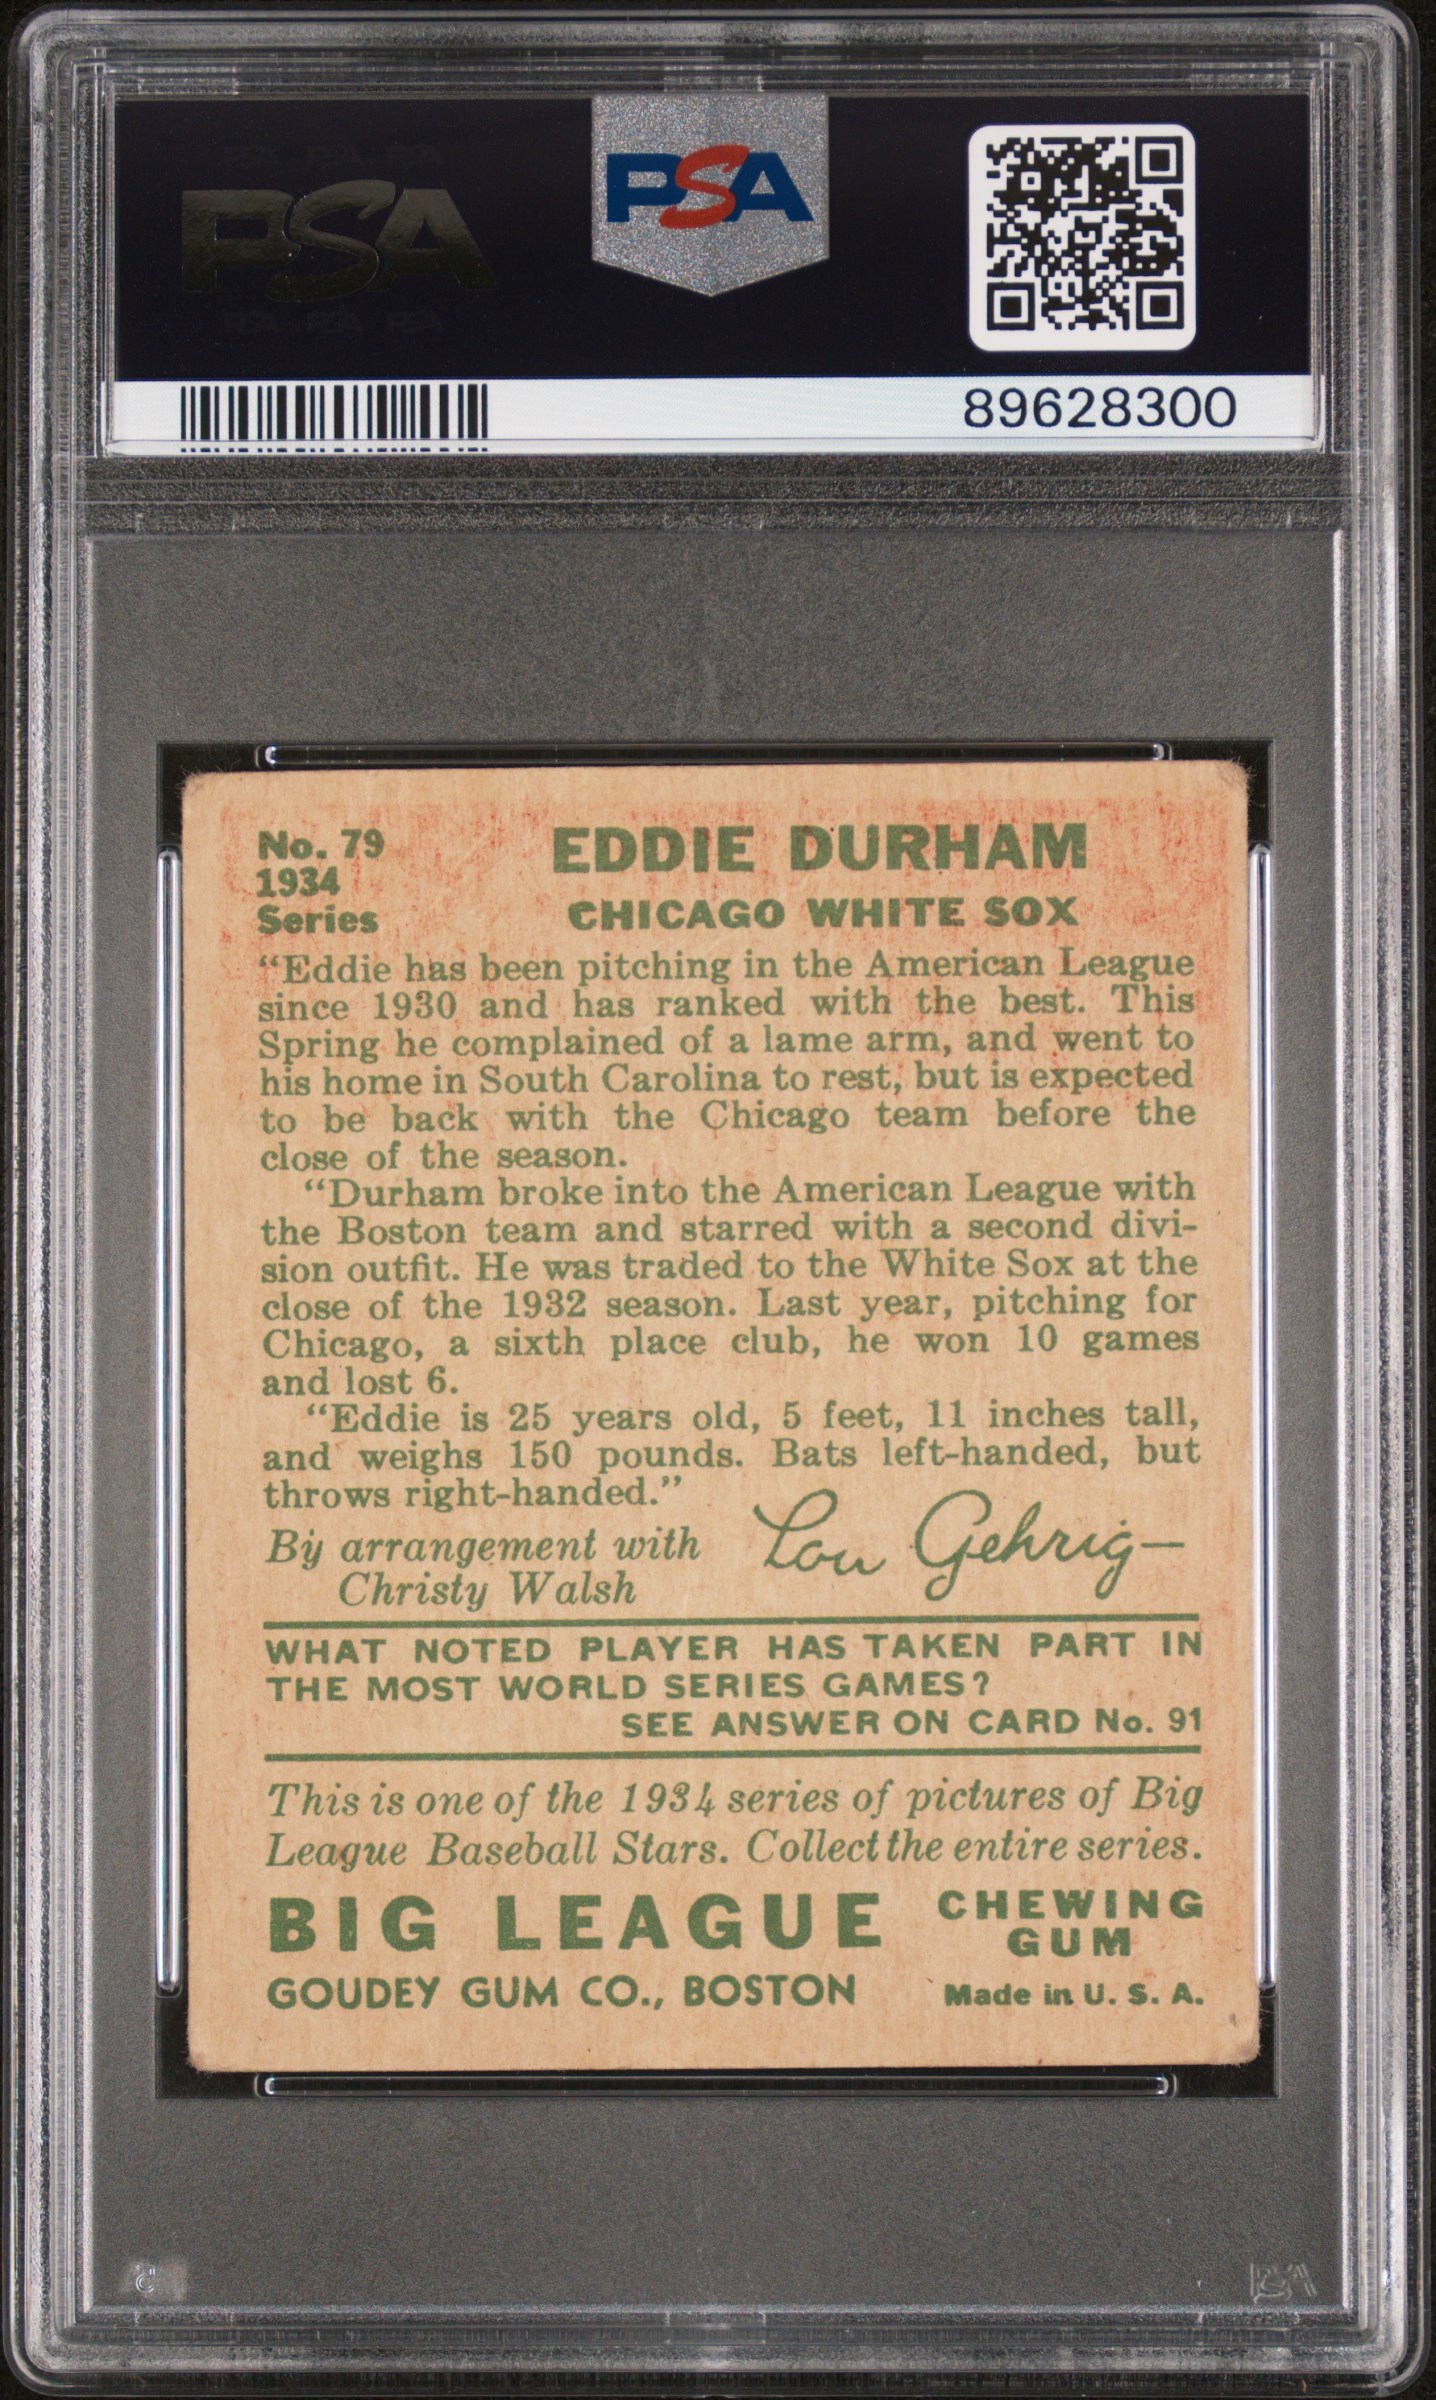 PSA
PSA
89628300
No. 79
1934
Series
EDDIE DURHAM
CHICAGO WHITE SOX
“Eddie has been pitching in the American League
since 1930 and has ranked with the best. This
Spring he complained of a lame arm, and went to
his home in South Carolina to rest, but is expected
to be back with the Chicago team before the
close of the season.
“Durham broke into the American League with
the Boston team and starred with a second divi-
sion outfit. He was traded to the White Sox at the
close of the 1932 season. Last year, pitching for
Chicago, a sixth place club, he won 10 games
and lost 6.
“Eddie is 25 years old, 5 feet, 11 inches tall,
and weighs 150 pounds. Bats left-handed, but
throws right-handed.”
By arrangement with
Christy Walsh
Lou Gehrig—
WHAT NOTED PLAYER HAS TAKEN PART IN
THE MOST WORLD SERIES GAMES?
SEE ANSWER ON CARD No. 91
This is one of the 1934 series of pictures of Big
League Baseball Stars. Collect the entire series.
BIG LEAGUE
CHEWING
GUM
GOUDEY GUM CO., BOSTON
Made in U. S. A.